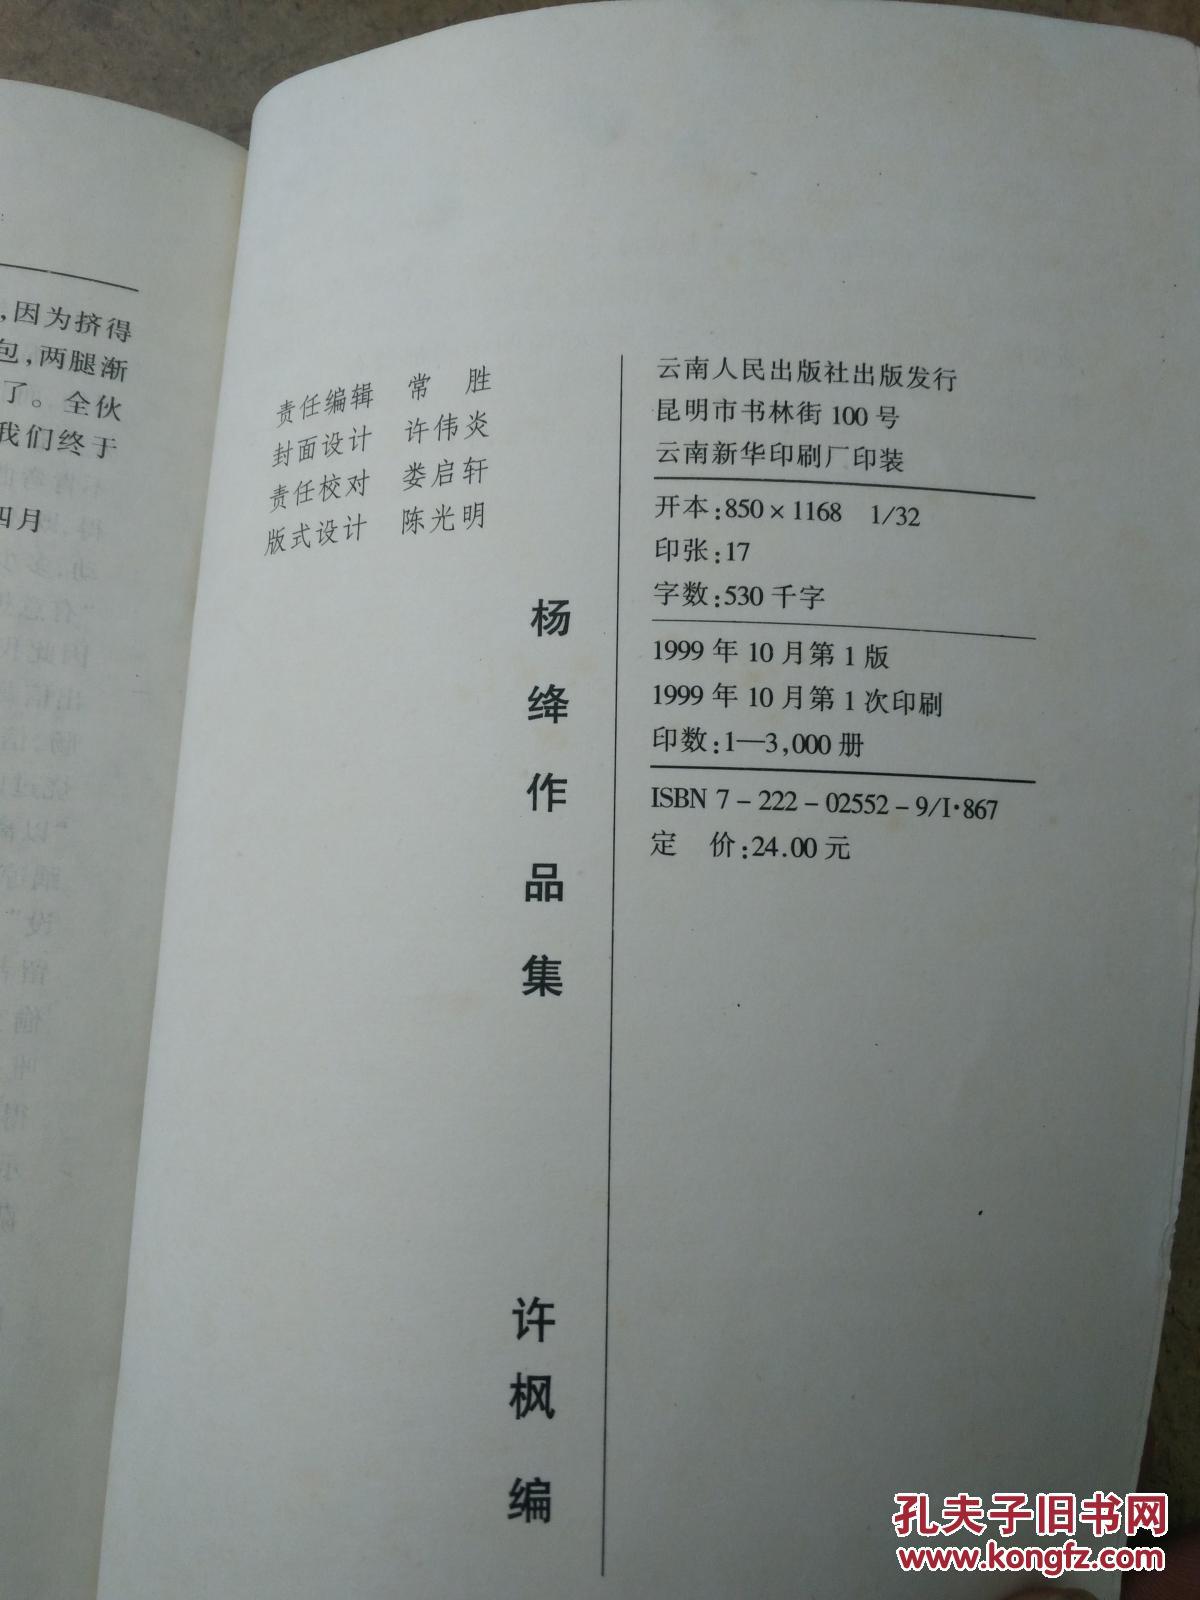 ,因为挤得
包,两腿渐
了。全伙
我们终于
四月
责任编辑 常 胜
封面设计 许伟炎
责任校对 娄启轩
版式设计 陈光明
杨绛作品集
许枫编
云南人民出版社出版发行
昆明市书林街100号
云南新华印刷厂印装
开本:850×1168 1/32
印张:17
字数:530千字
1999年10月第1版
1999年10月第1次印刷
印数:1—3,000册
ISBN 7-222-02552-9/I·867
定 价:24.00元
孔夫子旧书网
www.kongfz.com